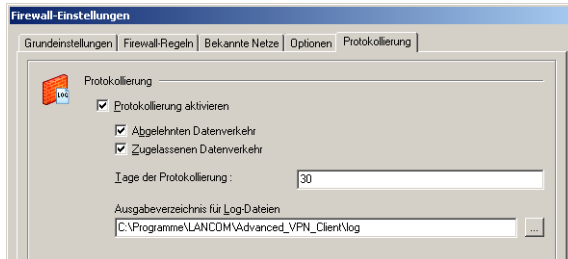 Firewall-Einstellungen
Grundeinstellungen Firewall-Regeln Bekannte Netze Optionen Protokollierung
Protokollierung
LOG
Protokollierung aktivieren
Abgelehnten Datenverkehr
Zugelassenen Datenverkehr
Tage der Protokollierung : 30
Ausgabeverzeichnis für Log-Dateien
C:\Programme\LANCOM\Advanced_VPN_Client\log ...